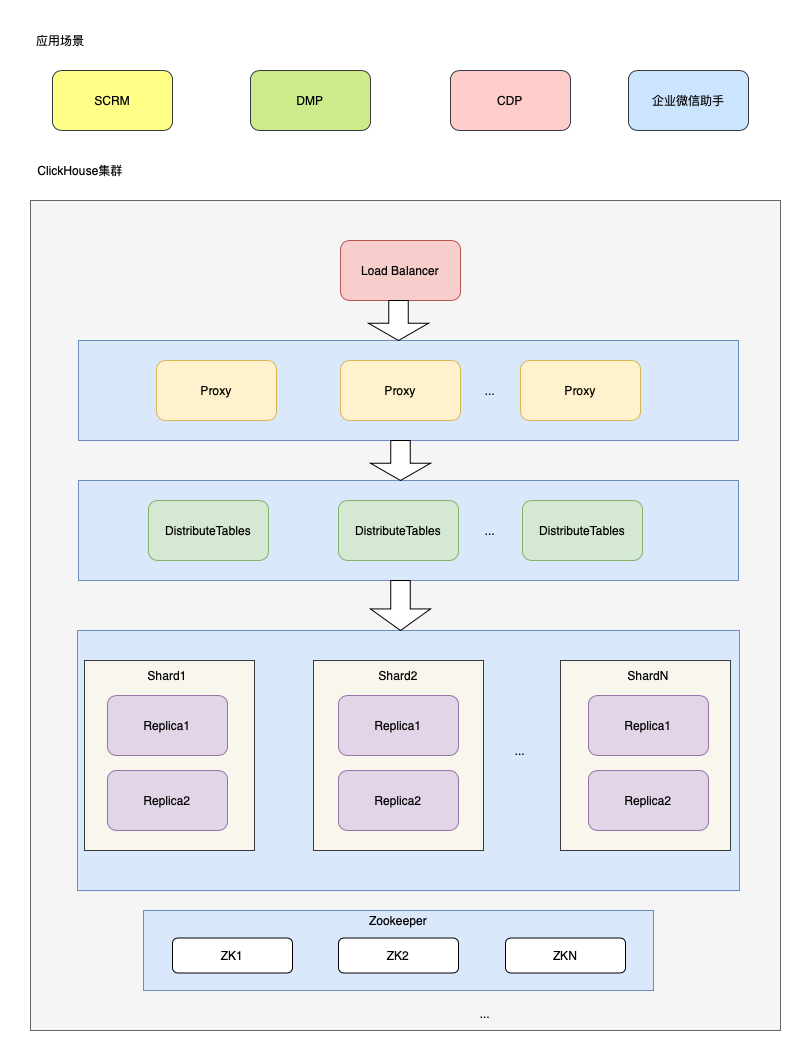 应用场景
SCRM
DMP
CDP
企业微信助手
ClickHouse集群
Load Balancer
Proxy
Proxy
...
Proxy
DistributeTables
DistributeTables
...
DistributeTables
Shard1
Replica1
Replica2
Shard2
Replica1
Replica2
...
ShardN
Replica1
Replica2
Zookeeper
ZK1
ZK2
ZKN
...